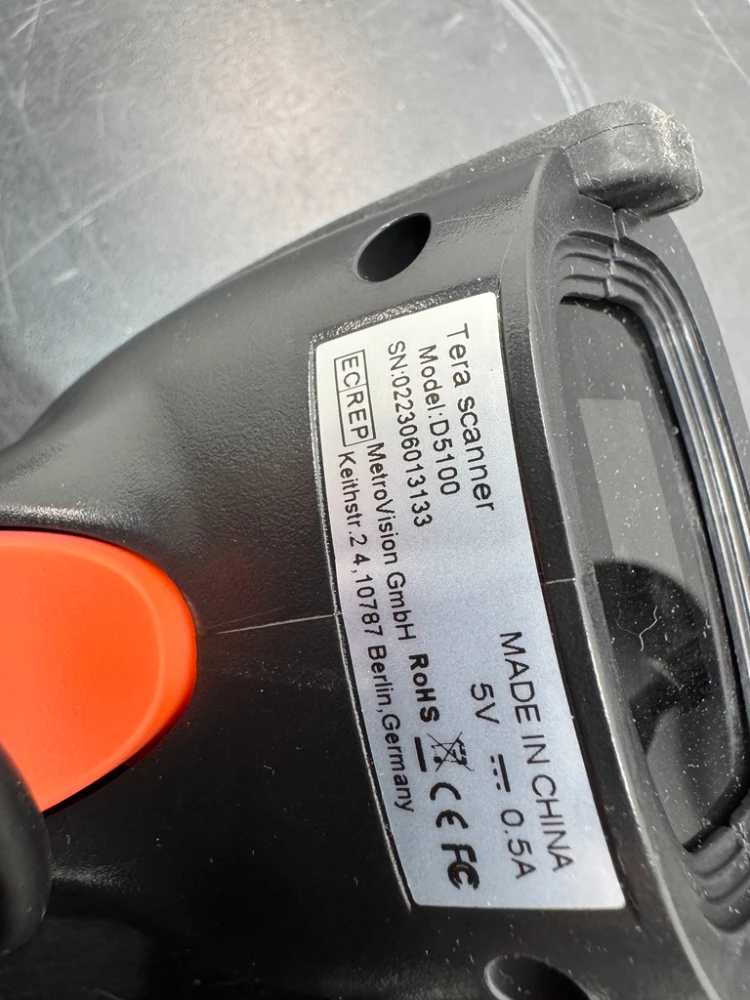 Tera scanner
Model:D5100
SN:022306013133
MADE IN CHINA
5V ⎓ 0.5A
EC REP MetroVision GmbH
Keithstr.2 4,10787 Berlin,Germany
RoHS CE FC